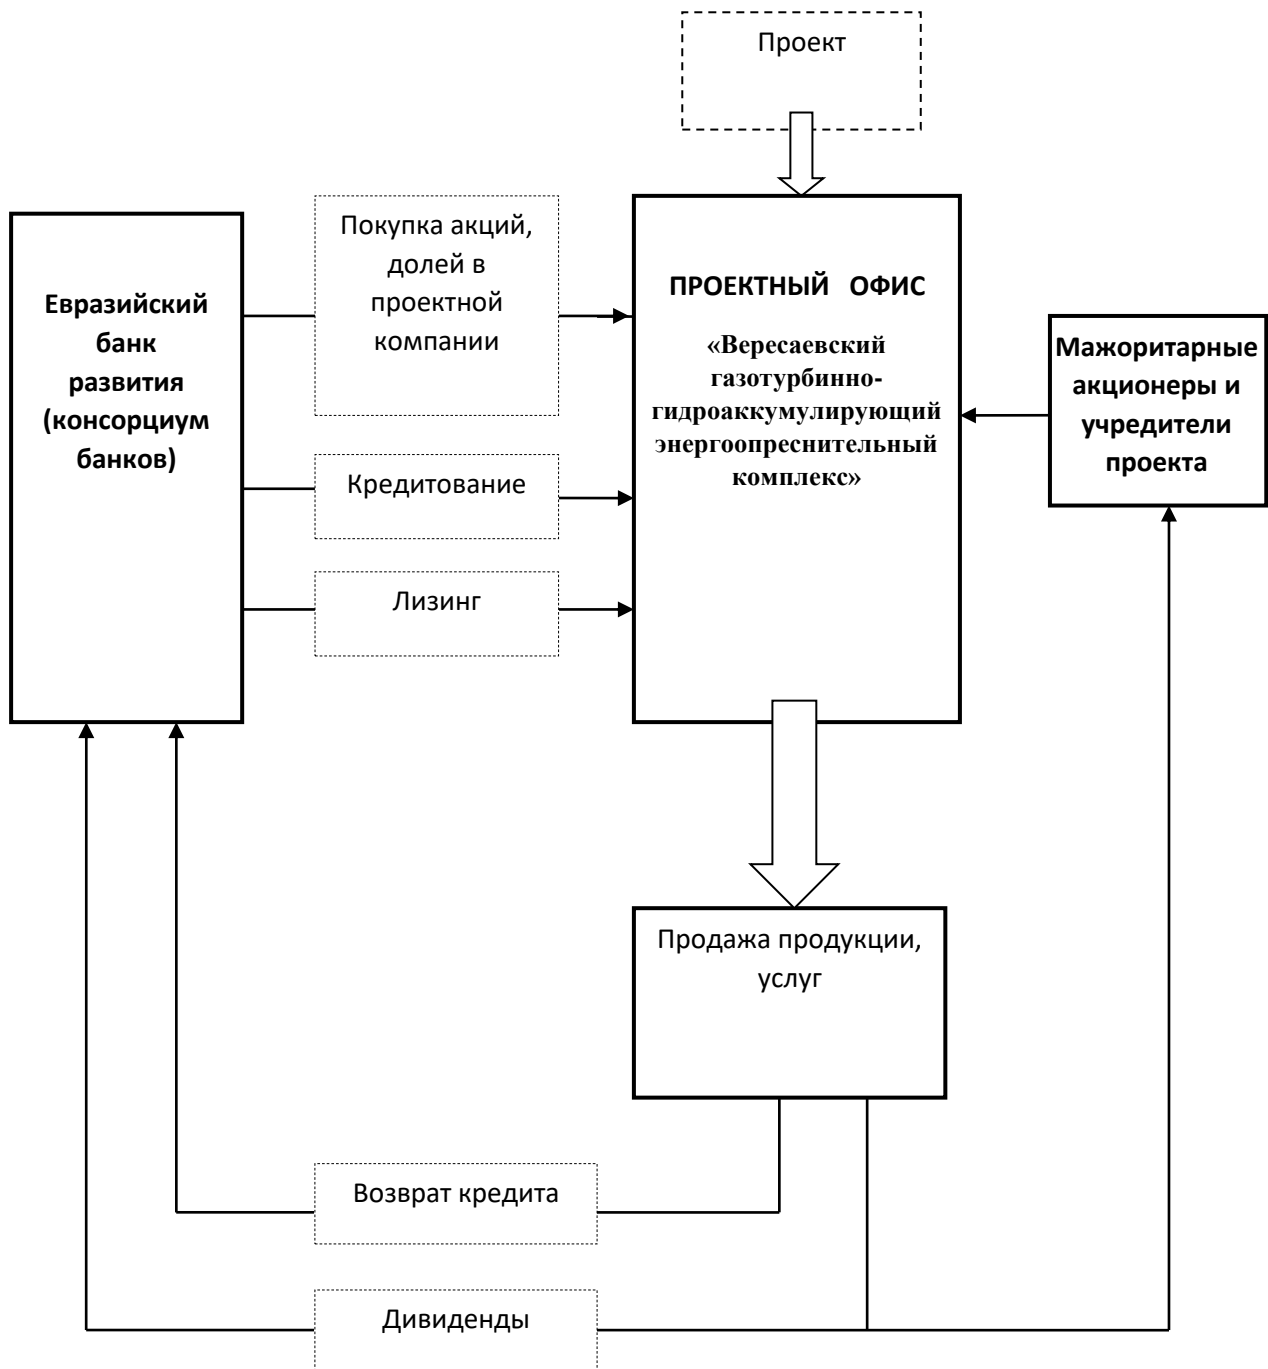 Проект
Евразийский
банк
развития
(консорциум
банков)
Покупка акций,
долей в
проектной
компании
Кредитование
Лизинг
ПРОЕКТНЫЙ ОФИС
«Вересаевский
газотурбинно-
гидроаккумулирующий
энергоопреснительный
комплекс»
Мажоритарные
акционеры и
учредители
проекта
Продажа продукции,
услуг
Возврат кредита
Дивиденды